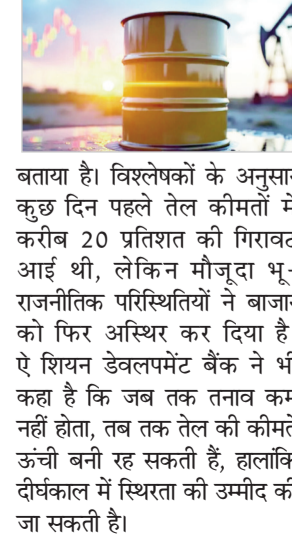 बताया है। विश्लेषकों के अनुसार
कुछ दिन पहले तेल कीमतों में
करीब 20 प्रतिशत की गिरावट
आई थी, लेकिन मौजूदा भू-
राजनीतिक परिस्थितियों ने बाजार
को फिर अस्थिर कर दिया है
ऐ शियन डेवलपमेंट बैंक ने भी
कहा है कि जब तक तनाव कम
नहीं होता, तब तक तेल की कीमतें
ऊंची बनी रह सकती हैं, हालांकि
दीर्घकाल में स्थिरता की उम्मीद की
जा सकती है।